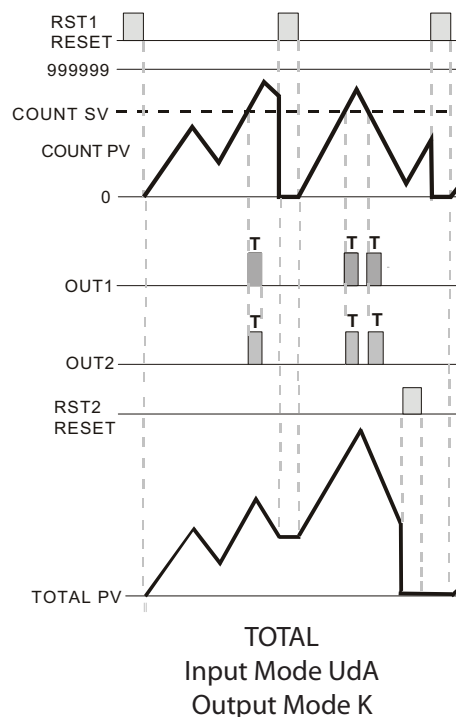 RST1
RESET
999999
COUNT SV
COUNT PV
0
T
T T
OUT1
T
T T
OUT2
RST2
RESET
TOTAL PV
TOTAL
Input Mode UdA
Output Mode K